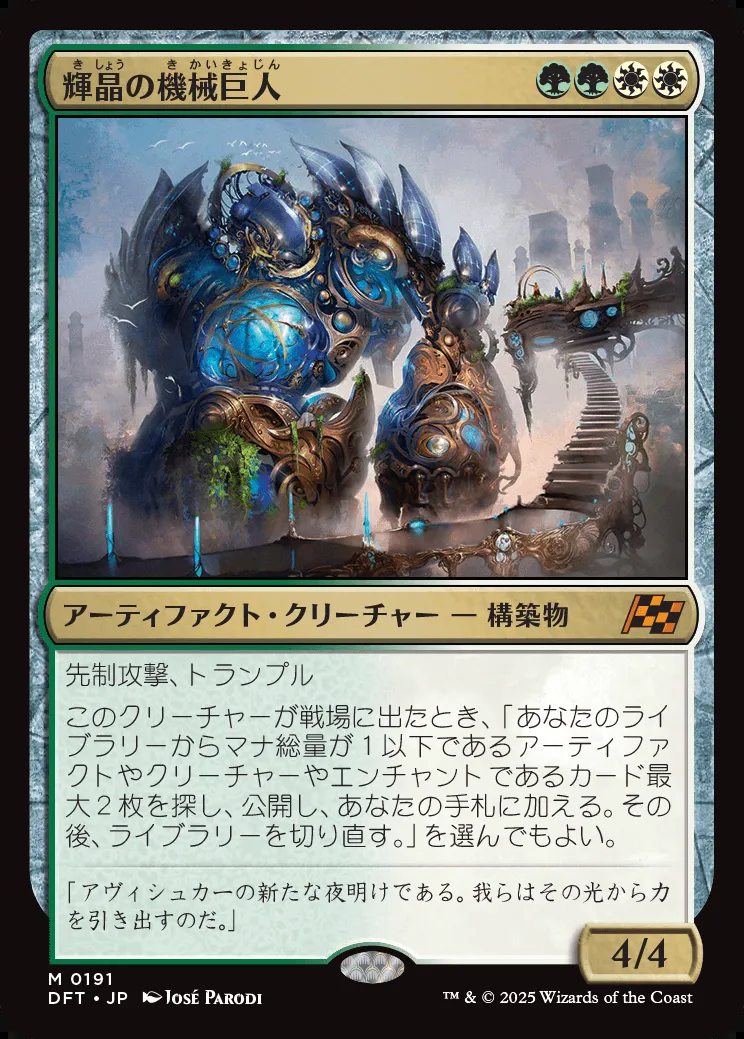 輝晶の機械巨人
きしょう きかいきょじん
アーティファクト・クリーチャー — 構築物
先制攻撃、トランプル
このクリーチャーが戦場に出たとき、「あなたのライ
ブラリーからマナ総量が1以下であるアーティファ
クトやクリーチャーやエンチャントであるカード最
大2枚を探し、公開し、あなたの手札に加える。その
後、ライブラリーを切り直す。」を選んでもよい。
「アヴィシュカーの新たな夜明けである。我らはその光から力
を引き出すのだ。」
4/4
M 0191
DFT • JP José Parodi
™ & © 2025 Wizards of the Coast